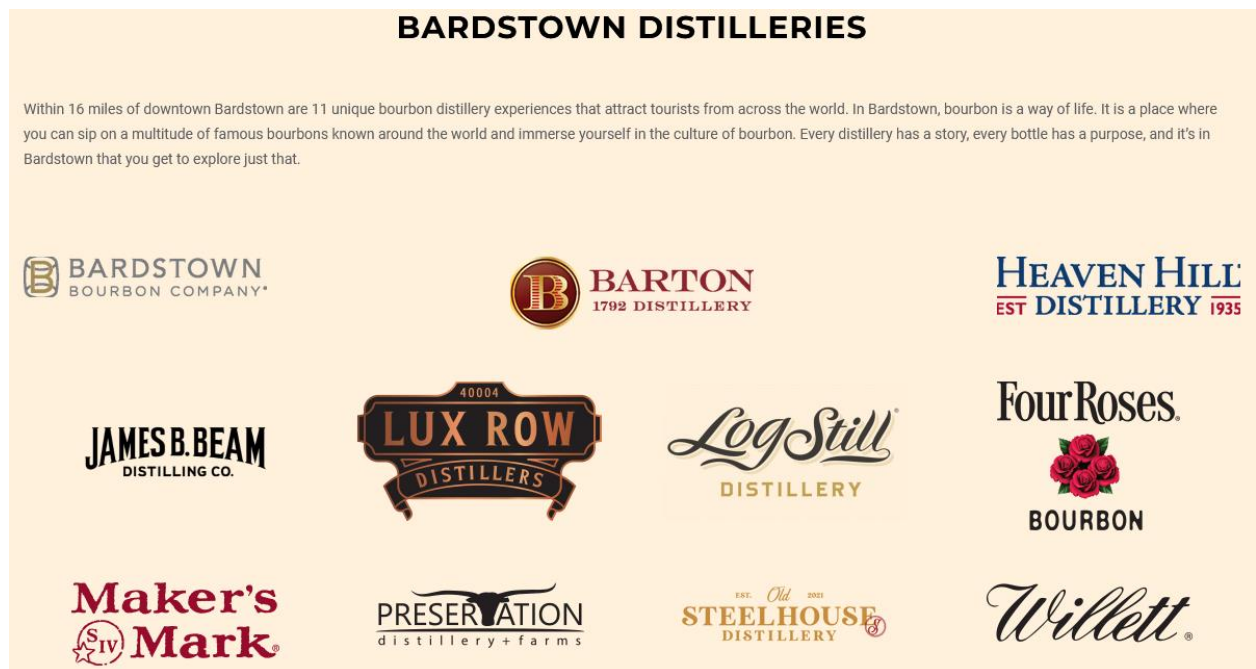 BARDSTOWN DISTILLERIES
Within 16 miles of downtown Bardstown are 11 unique bourbon distillery experiences that attract tourists from across the world. In Bardstown, bourbon is a way of life. It is a place where
you can sip on a multitude of famous bourbons known around the world and immerse yourself in the culture of bourbon. Every distillery has a story, every bottle has a purpose, and it's in
Bardstown that you get to explore just that.
B BARDSTOWN
BOURBON COMPANY
B BARTON
1792 DISTILLERY
HEAVEN HILL
EST DISTILLERY 1935
JAMES B. BEAM
DISTILLING CO.
40004
LUX ROW
DISTILLERS
Log Still
DISTILLERY
Four Roses®
BOURBON
Maker's
SIV Mark®
PRESERVATION
distillery+farms
EST. Old 2021
STEELHOUSE
DISTILLERY
Willett®